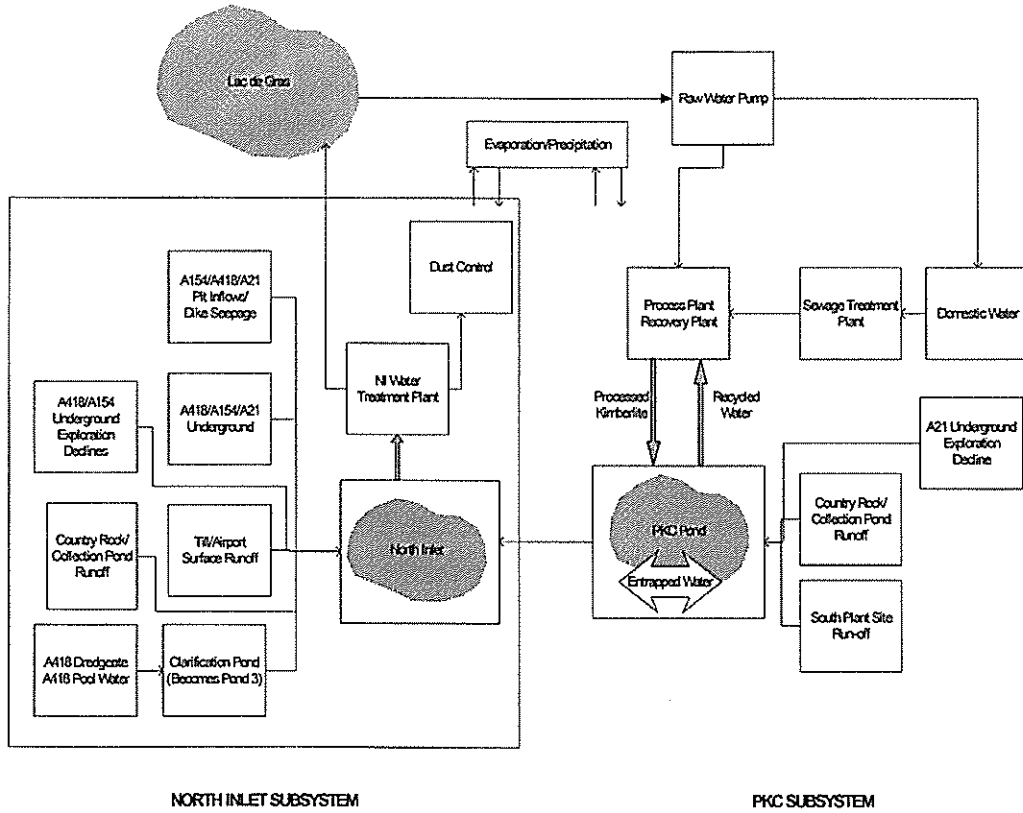 Lac de Gras
Raw Water Pump
Evaporation/Precipitation
Dust Control
A154/A418/A21
Pit Inflows/
Dike Seepage
Process Plant
Recovery Plant
Sewage Treatment
Plant
Domestic Water
NI Water
Treatment Plant
A418/A154
Underground
Exploration
Declines
A418/A154/A21
Underground
Processed
Kimberlite
Recycled
Water
A21 Underground
Exploration
Decline
Country Rock/
Collection Pond
Runoff
Till/Airport
Surface Runoff
North Inlet
PKC Pond
Entrapped Water
Country Rock/
Collection Pond
Runoff
South Plant Site
Run-off
A418 Dredgeate
A418 Pool Water
Clarification Pond
(Becomes Pond 3)
NORTH INLET SUBSYSTEM
PKC SUBSYSTEM